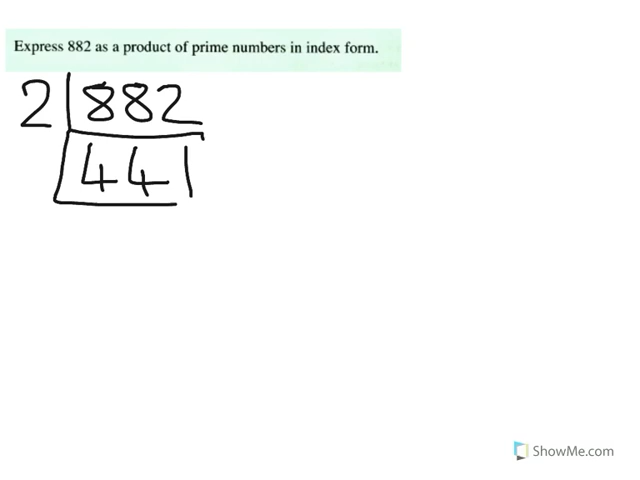 Express 882 as a product of prime numbers in index form.
2 882
441
ShowMe.com